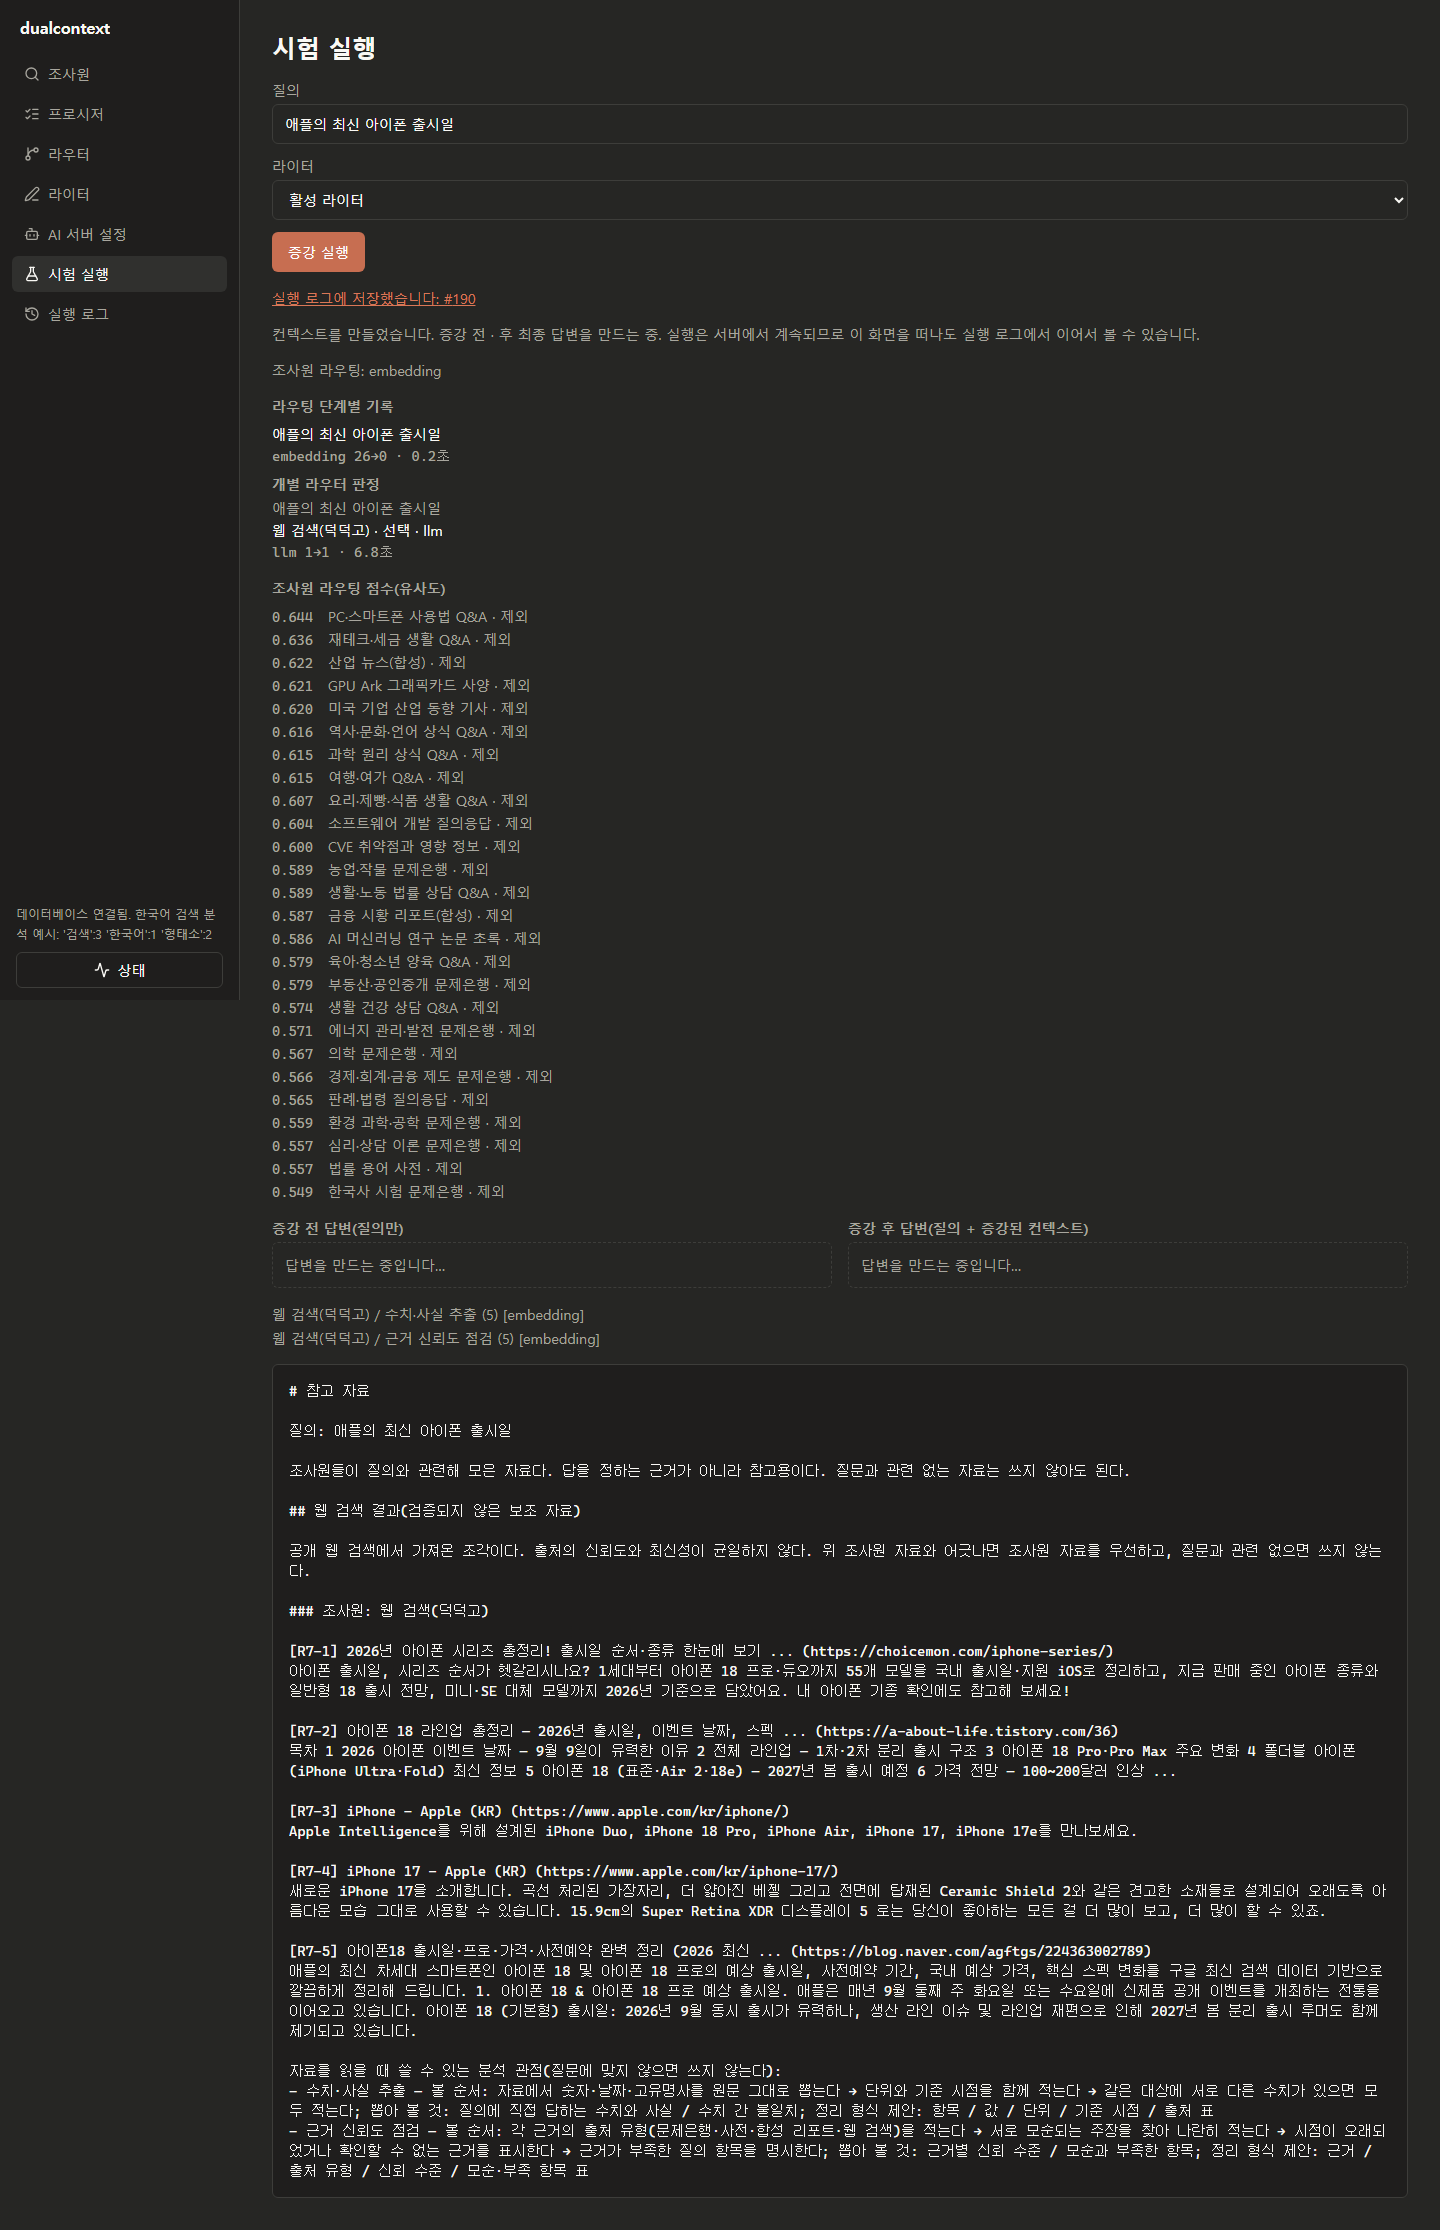 dualcontext
조사원
프로시저
라우터
라이터
AI 서버 설정
시험 실행
실행 로그
데이터베이스 연결됨. 한국어 검색 분
석 예시: '검색':3 '한국어':1 '형태소':2
상태
시험 실행
질의
애플의 최신 아이폰 출시일
라이터
활성 라이터
증강 실행
실행 로그에 저장했습니다: #190
컨텍스트를 만들었습니다. 증강 전 · 후 최종 답변을 만드는 중. 실행은 서버에서 계속되므로 이 화면을 떠나도 실행 로그에서 이어서 볼 수 있습니다.
조사원 라우팅: embedding
라우팅 단계별 기록
애플의 최신 아이폰 출시일
embedding 26→0 · 0.2초
개별 라우터 판정
애플의 최신 아이폰 출시일
웹 검색(덕덕고) · 선택 · llm
llm 1→1 · 6.8초
조사원 라우팅 점수(유사도)
0.644 PC·스마트폰 사용법 Q&A · 제외
0.636 재테크·세금 생활 Q&A · 제외
0.622 산업 뉴스(합성) · 제외
0.621 GPU Ark 그래픽카드 사양 · 제외
0.620 미국 기업 산업 동향 기사 · 제외
0.616 역사·문화·언어 상식 Q&A · 제외
0.615 과학 원리 상식 Q&A · 제외
0.615 여행·여가 Q&A · 제외
0.607 요리·제빵·식품 생활 Q&A · 제외
0.604 소프트웨어 개발 질의응답 · 제외
0.600 CVE 취약점과 영향 정보 · 제외
0.589 농업·작물 문제은행 · 제외
0.589 생활·노동 법률 상담 Q&A · 제외
0.587 금융 시황 리포트(합성) · 제외
0.586 AI 머신러닝 연구 논문 초록 · 제외
0.579 육아·청소년 양육 Q&A · 제외
0.579 부동산·공인중개 문제은행 · 제외
0.574 생활 건강 상담 Q&A · 제외
0.571 에너지 관리·발전 문제은행 · 제외
0.567 의학 문제은행 · 제외
0.566 경제·회계·금융 제도 문제은행 · 제외
0.565 판례·법령 질의응답 · 제외
0.559 환경 과학·공학 문제은행 · 제외
0.557 심리·상담 이론 문제은행 · 제외
0.557 법률 용어 사전 · 제외
0.549 한국사 시험 문제은행 · 제외
증강 전 답변(질의만)
답변을 만드는 중입니다...
증강 후 답변(질의 + 증강된 컨텍스트)
답변을 만드는 중입니다...
웹 검색(덕덕고) / 수치·사실 추출 (5) [embedding]
웹 검색(덕덕고) / 근거 신뢰도 점검 (5) [embedding]
# 참고 자료
질의: 애플의 최신 아이폰 출시일
조사원들이 질의와 관련해 모은 자료다. 답을 정하는 근거가 아니라 참고용이다. 질문과 관련 없는 자료는 쓰지 않아도 된다.
## 웹 검색 결과(검증되지 않은 보조 자료)
공개 웹 검색에서 가져온 조각이다. 출처의 신뢰도와 최신성이 균일하지 않다. 위 조사원 자료와 어긋나면 조사원 자료를 우선하고, 질문과 관련 없으면 쓰지 않는
다.
### 조사원: 웹 검색(덕덕고)
[R7-1] 2026년 아이폰 시리즈 총정리! 출시일 순서·종류 한눈에 보기 ... (https://choicemon.com/iphone-series/)
아이폰 출시일, 시리즈 순서가 헷갈리시나요? 1세대부터 아이폰 18 프로·듀오까지 55개 모델을 국내 출시일·지원 iOS로 정리하고, 지금 판매 중인 아이폰 종류와
일반형 18 출시 전망, 미니·SE 대체 모델까지 2026년 기준으로 담았어요. 내 아이폰 기종 확인에도 참고해 보세요!
[R7-2] 아이폰 18 라인업 총정리 – 2026년 출시일, 이벤트 날짜, 스펙 ... (https://a-about-life.tistory.com/36)
목차 1 2026 아이폰 이벤트 날짜 – 9월 9일이 유력한 이유 2 전체 라인업 – 1차·2차 분리 출시 구조 3 아이폰 18 Pro·Pro Max 주요 변화 4 폴더블 아이폰
(iPhone Ultra·Fold) 최신 정보 5 아이폰 18 (표준·Air 2·18e) – 2027년 봄 출시 예정 6 가격 전망 – 100~200달러 인상 ...
[R7-3] iPhone – Apple (KR) (https://www.apple.com/kr/iphone/)
Apple Intelligence를 위해 설계된 iPhone Duo, iPhone 18 Pro, iPhone Air, iPhone 17, iPhone 17e를 만나보세요.
[R7-4] iPhone 17 – Apple (KR) (https://www.apple.com/kr/iphone-17/)
새로운 iPhone 17을 소개합니다. 곡선 처리된 가장자리, 더 얇아진 베젤 그리고 전면에 탑재된 Ceramic Shield 2와 같은 견고한 소재들로 설계되어 오래도록 아
름다운 모습 그대로 사용할 수 있습니다. 15.9cm의 Super Retina XDR 디스플레이 5 로는 당신이 좋아하는 모든 걸 더 많이 보고, 더 많이 할 수 있죠.
[R7-5] 아이폰18 출시일·프로·가격·사전예약 완벽 정리 (2026 최신 ... (https://blog.naver.com/agftgs/224363002789)
애플의 최신 차세대 스마트폰인 아이폰 18 및 아이폰 18 프로의 예상 출시일, 사전예약 기간, 국내 예상 가격, 핵심 스펙 변화를 구글 최신 검색 데이터 기반으로
깔끔하게 정리해 드립니다. 1. 아이폰 18 & 아이폰 18 프로 예상 출시일. 애플은 매년 9월 둘째 주 화요일 또는 수요일에 신제품 공개 이벤트를 개최하는 전통을
이어오고 있습니다. 아이폰 18 (기본형) 출시일: 2026년 9월 동시 출시가 유력하나, 생산 라인 이슈 및 라인업 재편으로 인해 2027년 봄 분리 출시 루머도 함께
제기되고 있습니다.
자료를 읽을 때 쓸 수 있는 분석 관점(질문에 맞지 않으면 쓰지 않는다):
– 수치·사실 추출 — 볼 순서: 자료에서 숫자·날짜·고유명사를 원문 그대로 뽑는다 → 단위와 기준 시점을 함께 적는다 → 같은 대상에 서로 다른 수치가 있으면 모
두 적는다; 뽑아 볼 것: 질의에 직접 답하는 수치와 사실 / 수치 간 불일치; 정리 형식 제안: 항목 / 값 / 단위 / 기준 시점 / 출처 표
– 근거 신뢰도 점검 — 볼 순서: 각 근거의 출처 유형(문제은행·사전·합성 리포트·웹 검색)을 적는다 → 서로 모순되는 주장을 찾아 나란히 적는다 → 시점이 오래되
었거나 확인할 수 없는 근거를 표시한다 → 근거가 부족한 질의 항목을 명시한다; 뽑아 볼 것: 근거별 신뢰 수준 / 모순과 부족한 항목; 정리 형식 제안: 근거 /
출처 유형 / 신뢰 수준 / 모순·부족 항목 표